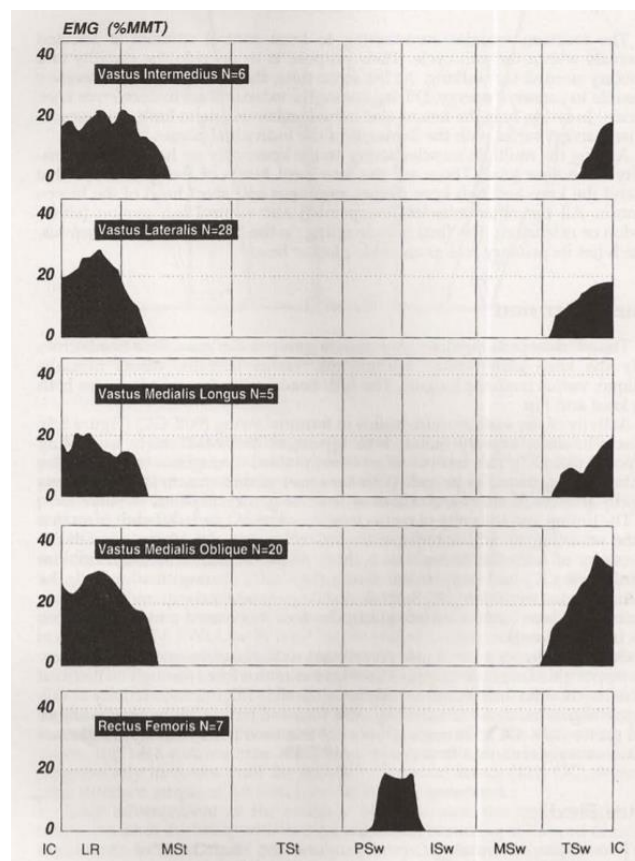 EMG (%MMT)
40
20
0
Vastus Intermedius N=6
40
20
0
Vastus Lateralis N=28
40
20
0
Vastus Medialis Longus N=5
40
20
0
Vastus Medialis Oblique N=20
40
20
0
Rectus Femoris N=7
IC LR MSt TSt PSw ISw MSw TSw IC